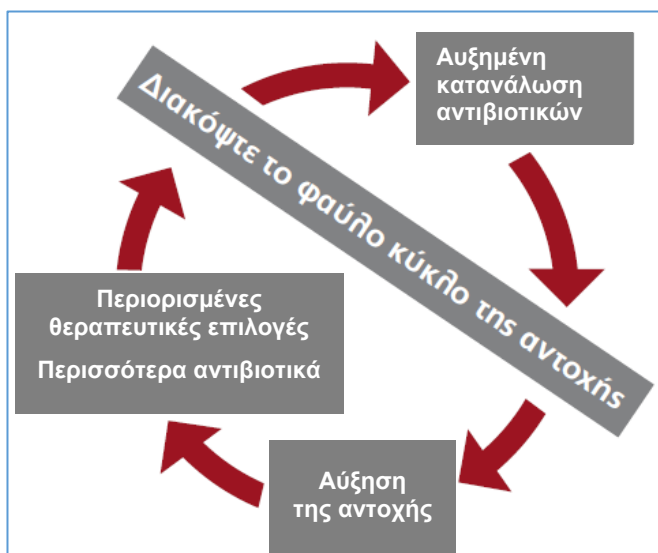 Αυξημένη
κατανάλωση
αντιβιοτικών
Διακόψτε το φαύλο κύκλο της αντοχής
Περιορισμένες
θεραπευτικές επιλογές
Περισσότερα αντιβιοτικά
Αύξηση
της αντοχής